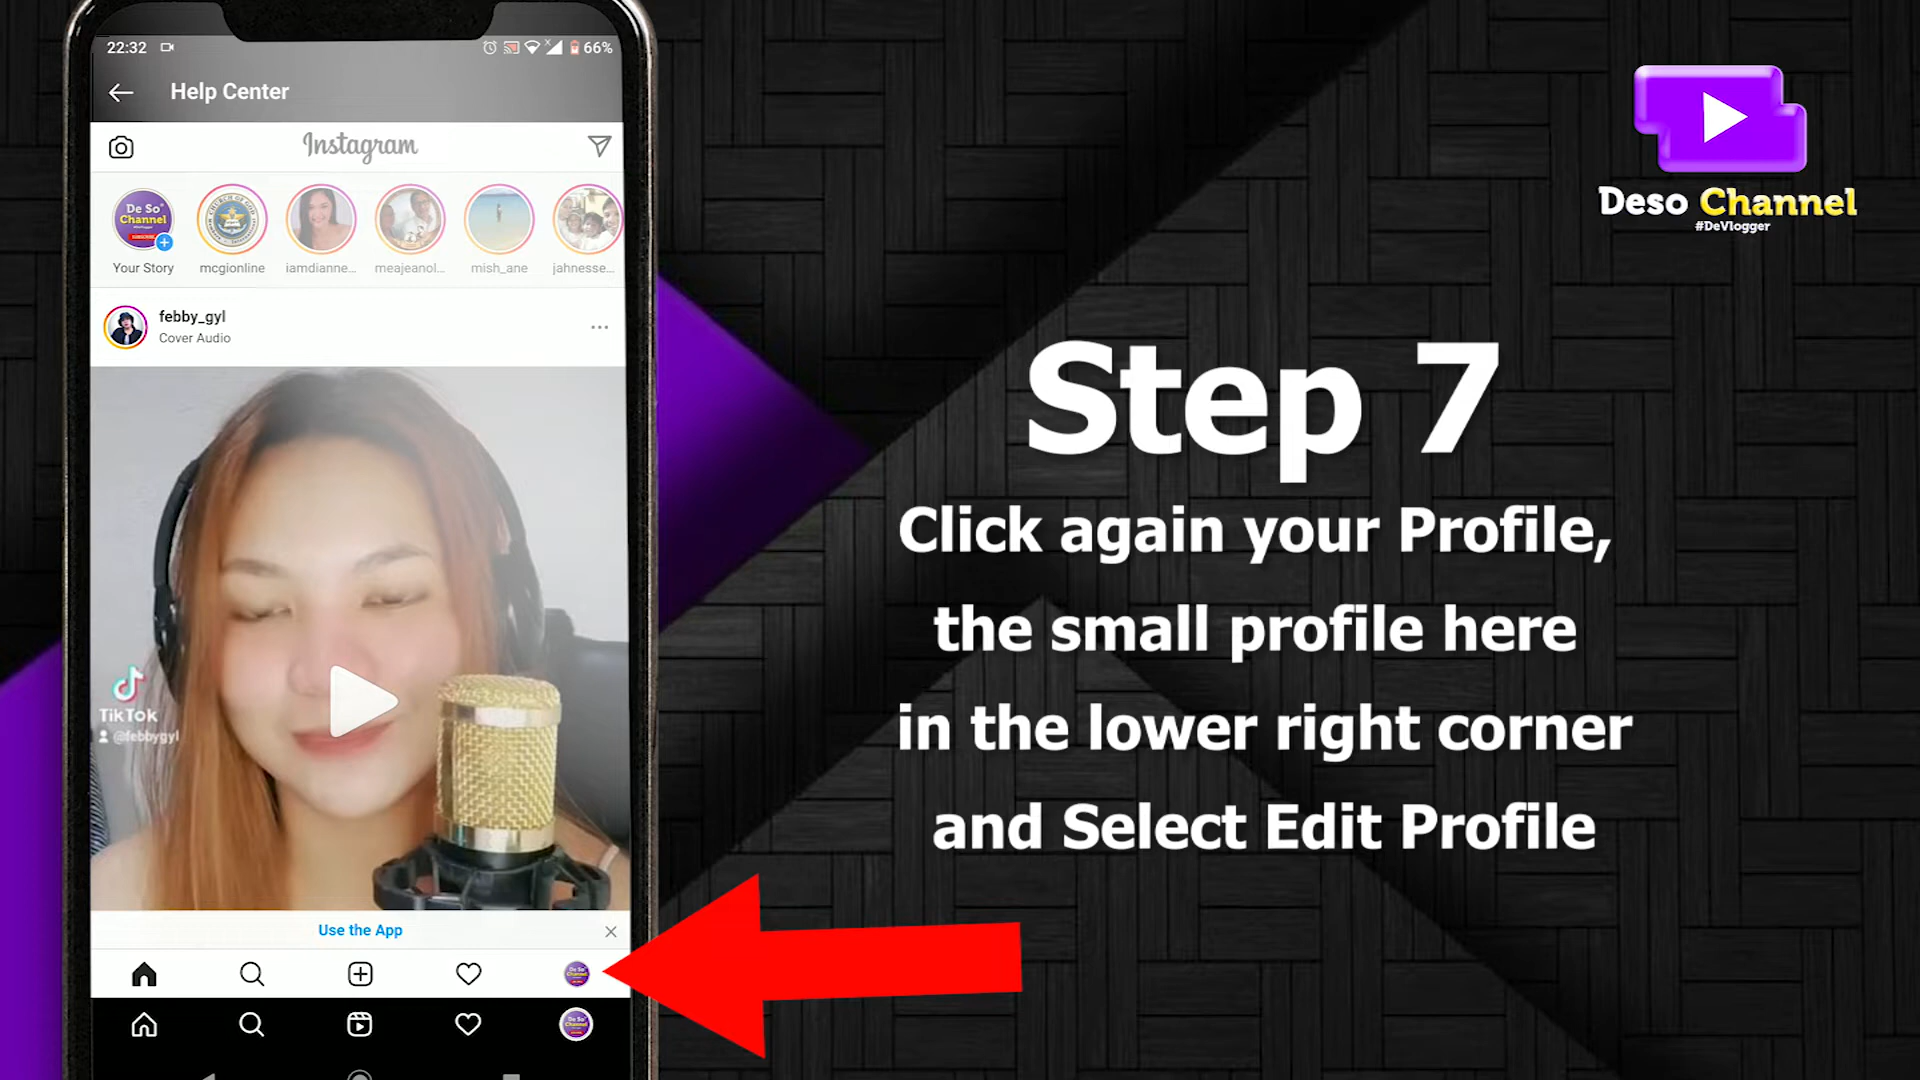 22:32
66%
Help Center
Instagram
De So
Channel
Your Story
mcgionline
iamdianne...
meajeanol...
mish_ane
jahnesse...
febby_gyl
Cover Audio
TikTok
@febbygyl
Use the App
Deso Channel
#DeVlogger
Step 7
Click again your Profile,
the small profile here
in the lower right corner
and Select Edit Profile